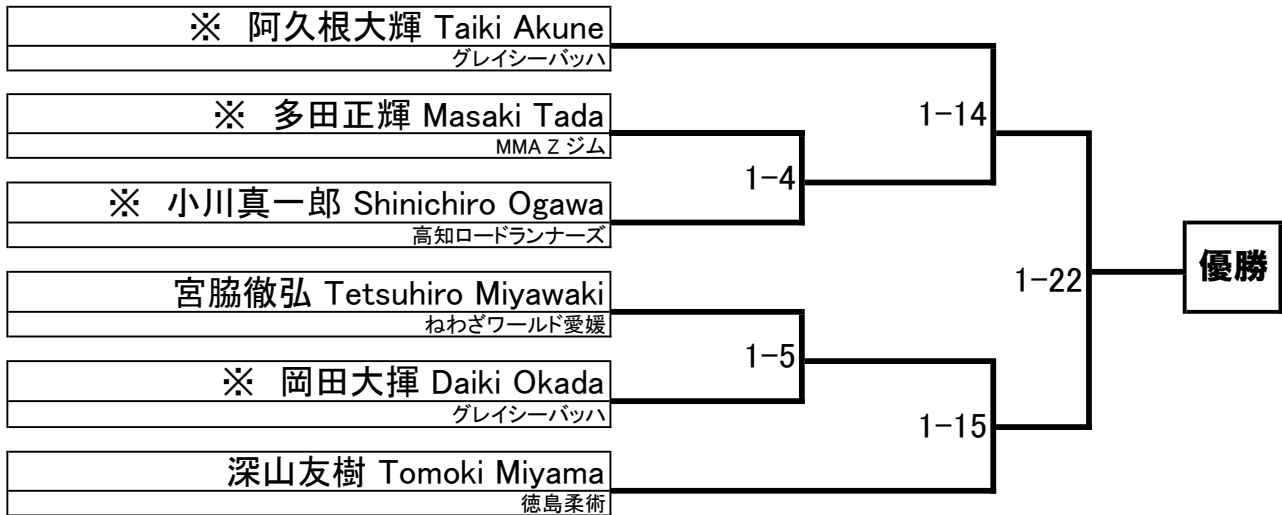 ※ 阿久根大輝 Taiki Akune
グレイシーバッハ
※ 多田正輝 Masaki Tada
MMA Z ジム
※ 小川真一郎 Shinichiro Ogawa
高知ロードランナーズ
宮脇徹弘 Tetsuhiro Miyawaki
ねわざワールド愛媛
※ 岡田大揮 Daiki Okada
グレイシーバッハ
深山友樹 Tomoki Miyama
徳島柔術
1-4
1-5
1-14
1-15
1-22
優勝